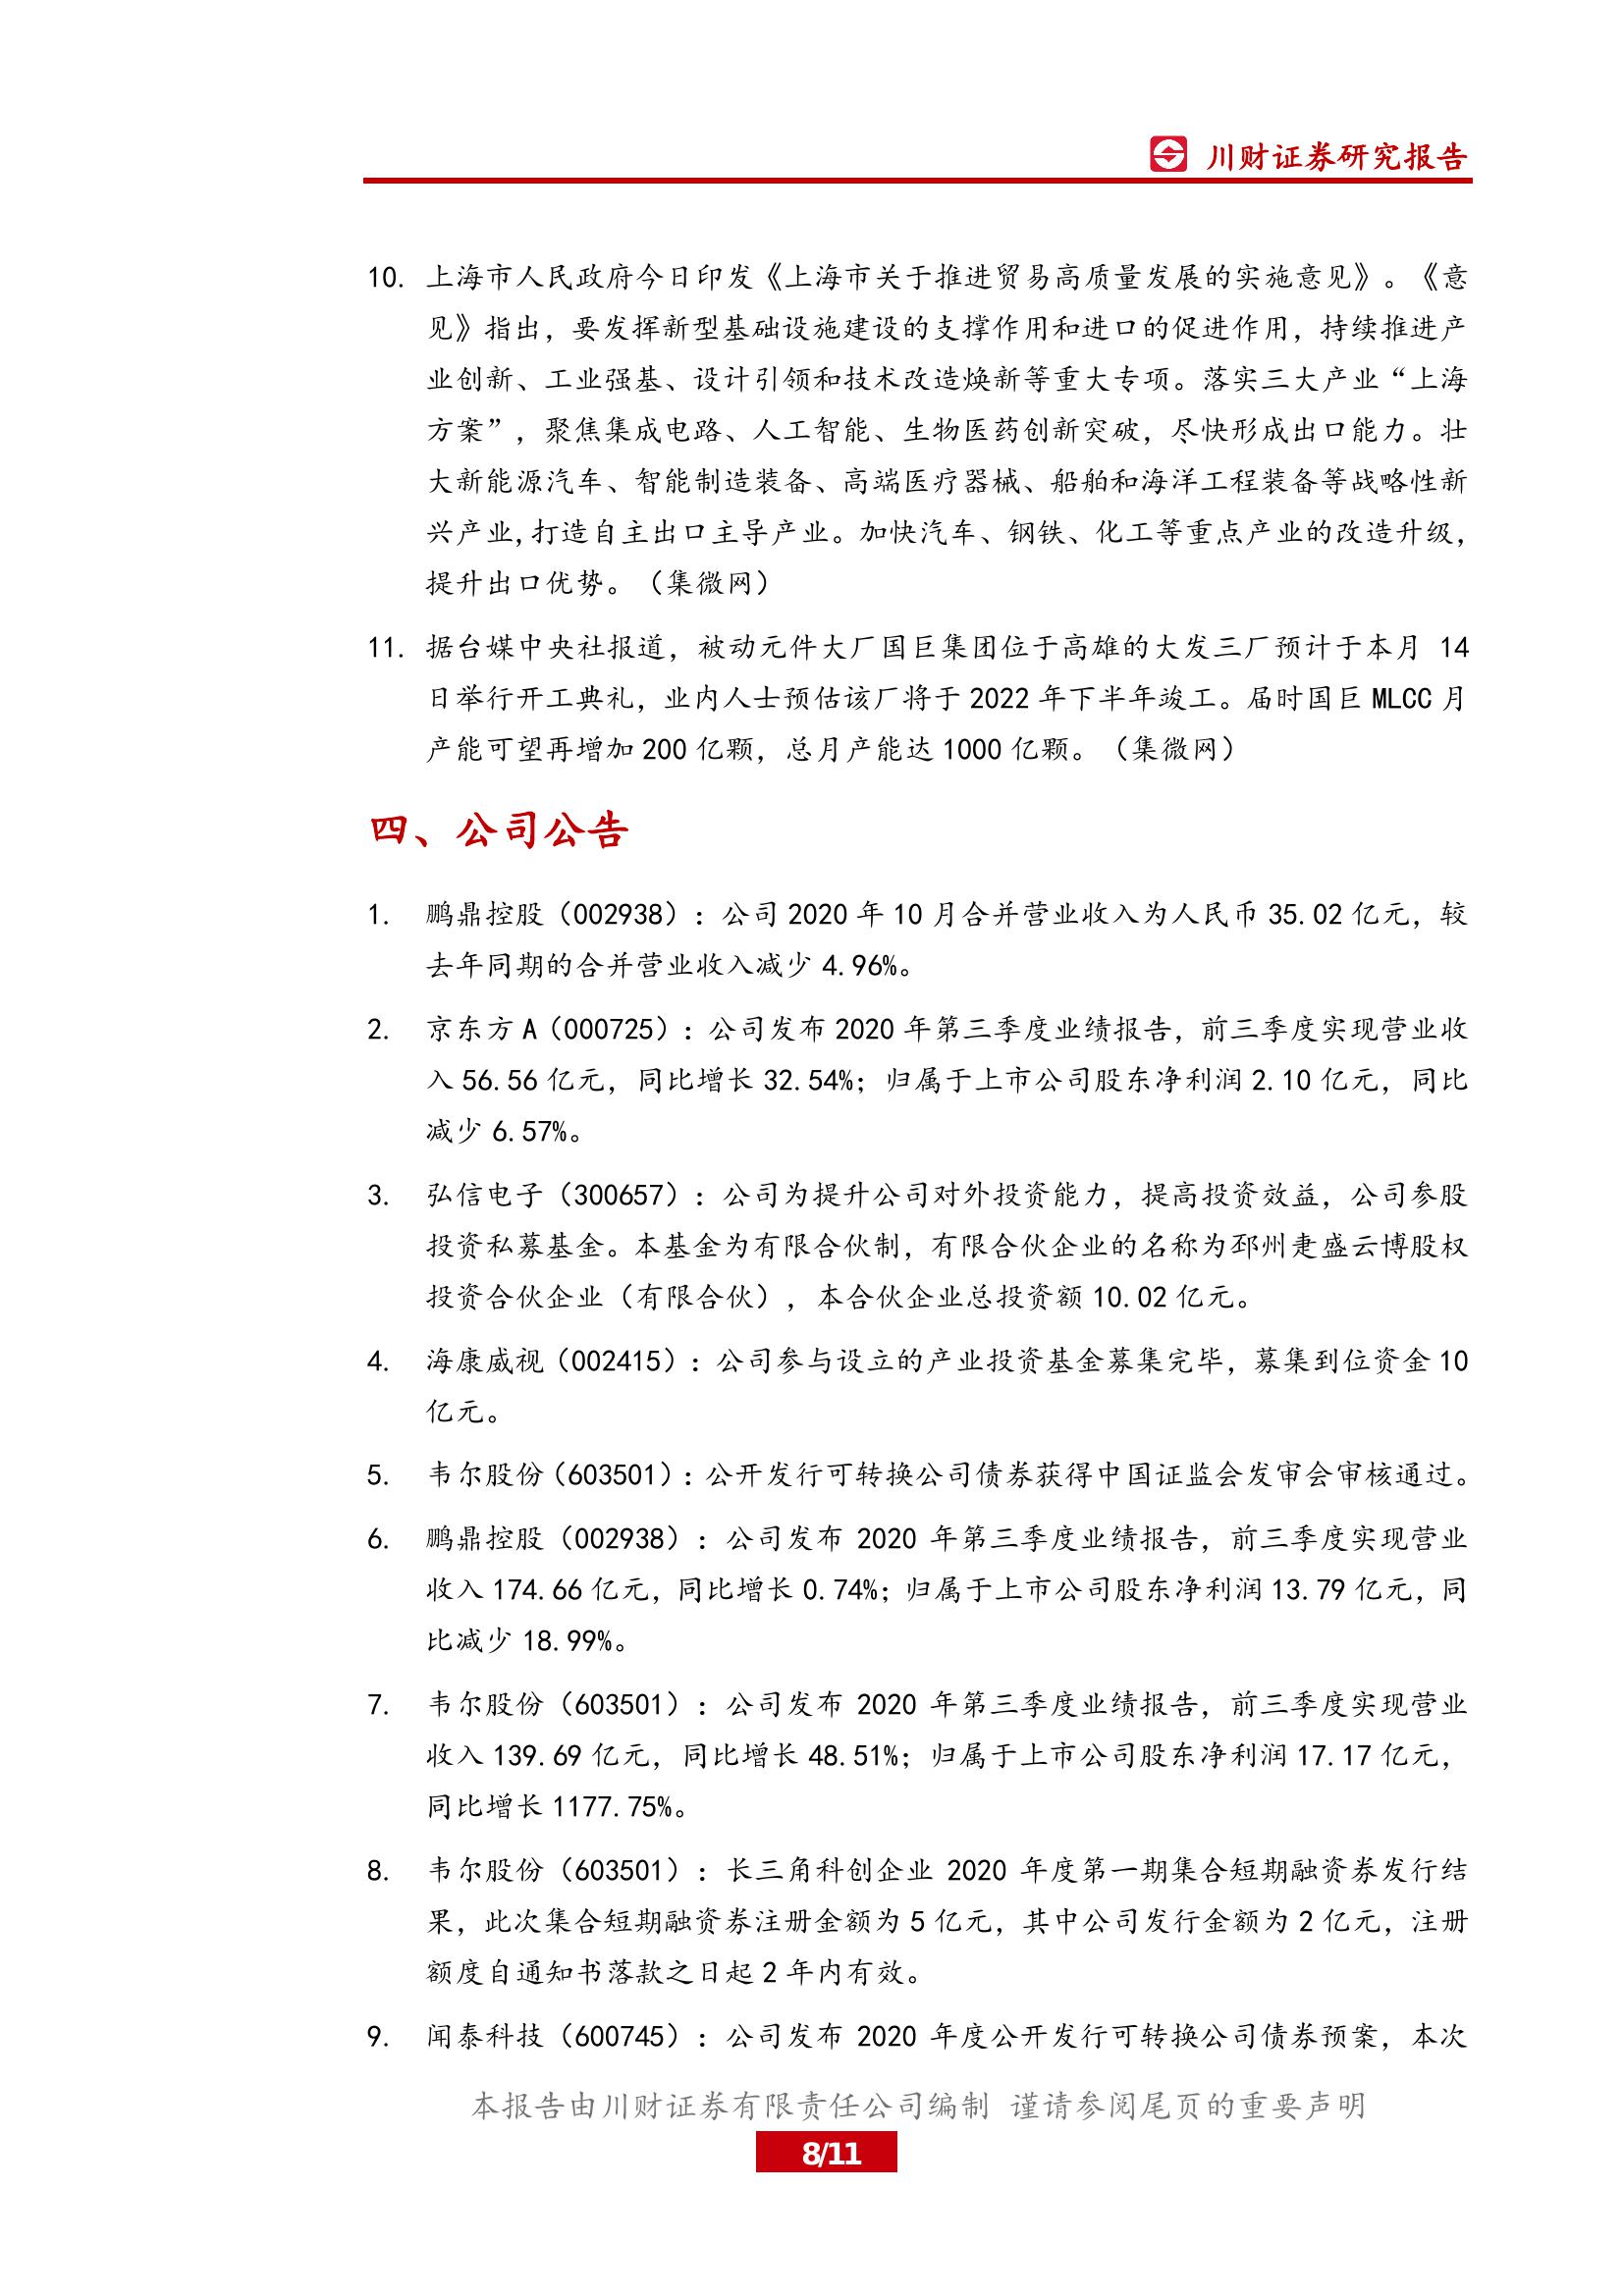 川财证券研究报告
10. 上海市人民政府今日印发《上海市关于推进贸易高质量发展的实施意见》。《意
见》指出，要发挥新型基础设施建设的支撑作用和进口的促进作用，持续推进产
业创新、工业强基、设计引领和技术改造焕新等重大专项。落实三大产业“上海
方案”，聚焦集成电路、人工智能、生物医药创新突破，尽快形成出口能力。壮
大新能源汽车、智能制造装备、高端医疗器械、船舶和海洋工程装备等战略性新
兴产业,打造自主出口主导产业。加快汽车、钢铁、化工等重点产业的改造升级，
提升出口优势。（集微网）
11. 据台媒中央社报道，被动元件大厂国巨集团位于高雄的大发三厂预计于本月 14
日举行开工典礼，业内人士预估该厂将于 2022 年下半年竣工。届时国巨 MLCC 月
产能可望再增加 200 亿颗，总月产能达 1000 亿颗。（集微网）
四、公司公告
1. 鹏鼎控股（002938）：公司 2020 年 10 月合并营业收入为人民币 35.02 亿元，较
去年同期的合并营业收入减少 4.96%。
2. 京东方 A（000725）：公司发布 2020 年第三季度业绩报告，前三季度实现营业收
入 56.56 亿元，同比增长 32.54%；归属于上市公司股东净利润 2.10 亿元，同比
减少 6.57%。
3. 弘信电子（300657）：公司为提升公司对外投资能力，提高投资效益，公司参股
投资私募基金。本基金为有限合伙制，有限合伙企业的名称为邳州疌盛云博股权
投资合伙企业（有限合伙），本合伙企业总投资额 10.02 亿元。
4. 海康威视（002415）：公司参与设立的产业投资基金募集完毕，募集到位资金 10
亿元。
5. 韦尔股份（603501）：公开发行可转换公司债券获得中国证监会发审会审核通过。
6. 鹏鼎控股（002938）：公司发布 2020 年第三季度业绩报告，前三季度实现营业
收入 174.66 亿元，同比增长 0.74%；归属于上市公司股东净利润 13.79 亿元，同
比减少 18.99%。
7. 韦尔股份（603501）：公司发布 2020 年第三季度业绩报告，前三季度实现营业
收入 139.69 亿元，同比增长 48.51%；归属于上市公司股东净利润 17.17 亿元，
同比增长 1177.75%。
8. 韦尔股份（603501）：长三角科创企业 2020 年度第一期集合短期融资券发行结
果，此次集合短期融资券注册金额为 5 亿元，其中公司发行金额为 2 亿元，注册
额度自通知书落款之日起 2 年内有效。
9. 闻泰科技（600745）：公司发布 2020 年度公开发行可转换公司债券预案，本次
本报告由川财证券有限责任公司编制 谨请参阅尾页的重要声明
8/11